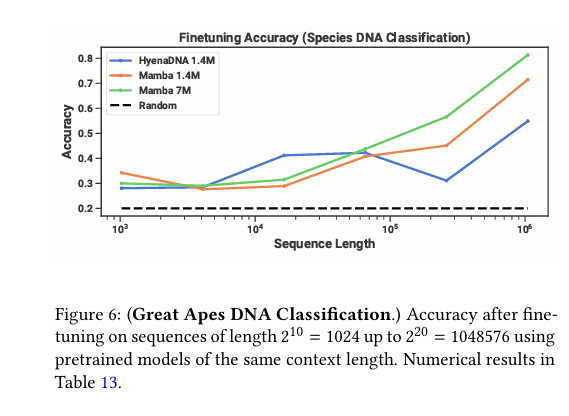 Finetuning Accuracy (Species DNA Classification)
HyenaDNA 1.4M
Mamba 1.4M
Mamba 7M
Random
0.8
0.7
0.6
0.5
0.4
0.3
0.2
Accuracy
10³
10⁴
10⁵
10⁶
Sequence Length
Figure 6: (Great Apes DNA Classification.) Accuracy after fine-
tuning on sequences of length 2¹⁰ = 1024 up to 2²⁰ = 1048576 using
pretrained models of the same context length. Numerical results in
Table 13.